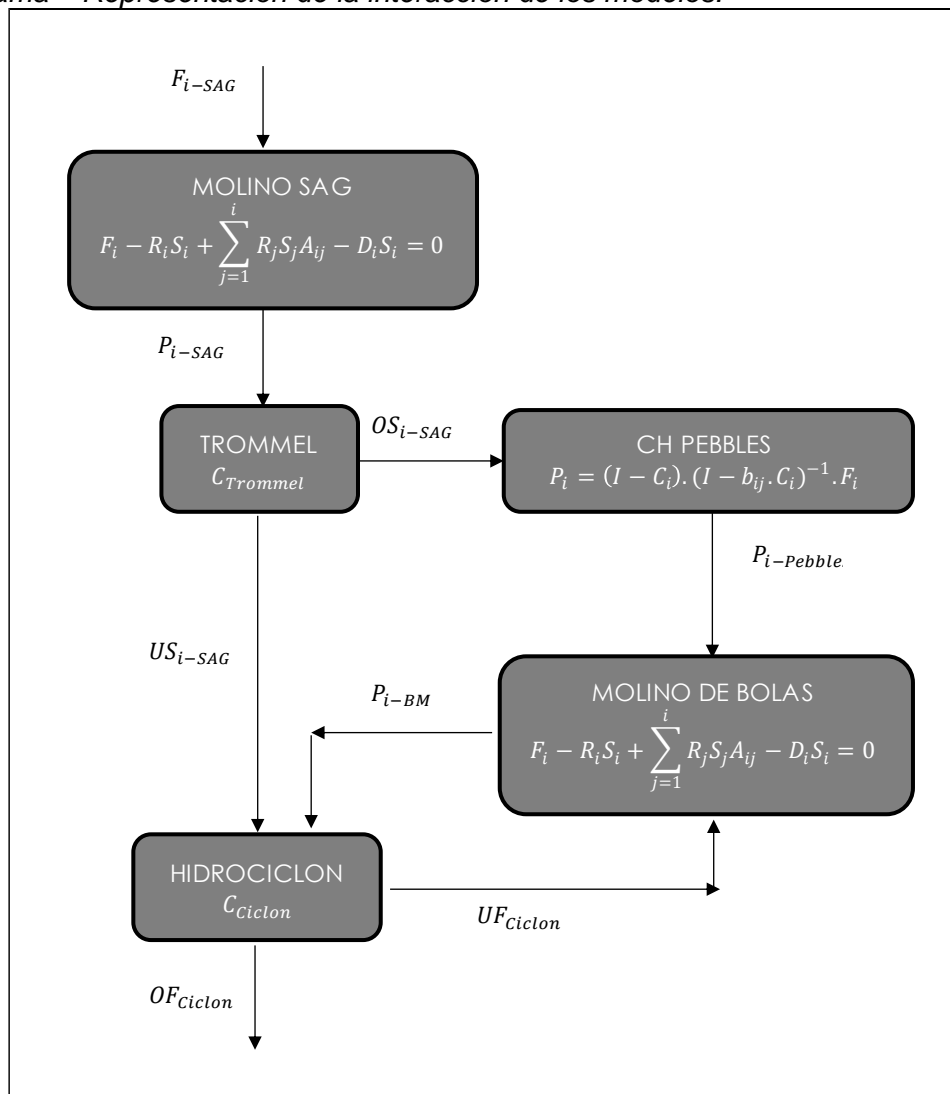 Representación de la interacción de los modelos.
F_{i−SAG}
MOLINO SAG
F_i − R_iS_i + \sum_{j=1}^{i} R_jS_jA_{ij} − D_iS_i = 0
P_{i−SAG}
TROMMEL
C_{Trommel}
OS_{i−SAG}
CH PEBBLES
P_i = (I − C_i).(I − b_{ij}.C_i)^{−1}.F_i
P_{i−Pebble}
US_{i−SAG}
P_{i−BM}
MOLINO DE BOLAS
F_i − R_iS_i + \sum_{j=1}^{i} R_jS_jA_{ij} − D_iS_i = 0
HIDROCICLON
C_{Ciclon}
UF_{Ciclon}
OF_{Ciclon}